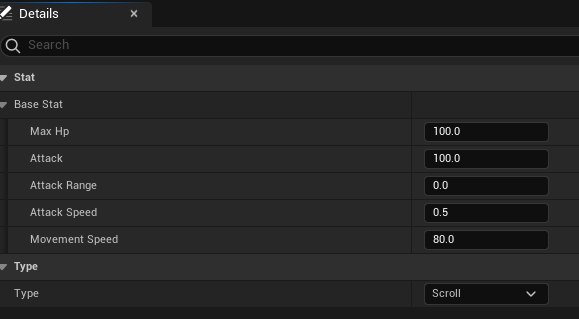 Details
Search
Stat
Base Stat
Max Hp 100.0
Attack 100.0
Attack Range 0.0
Attack Speed 0.5
Movement Speed 80.0
Type
Type Scroll